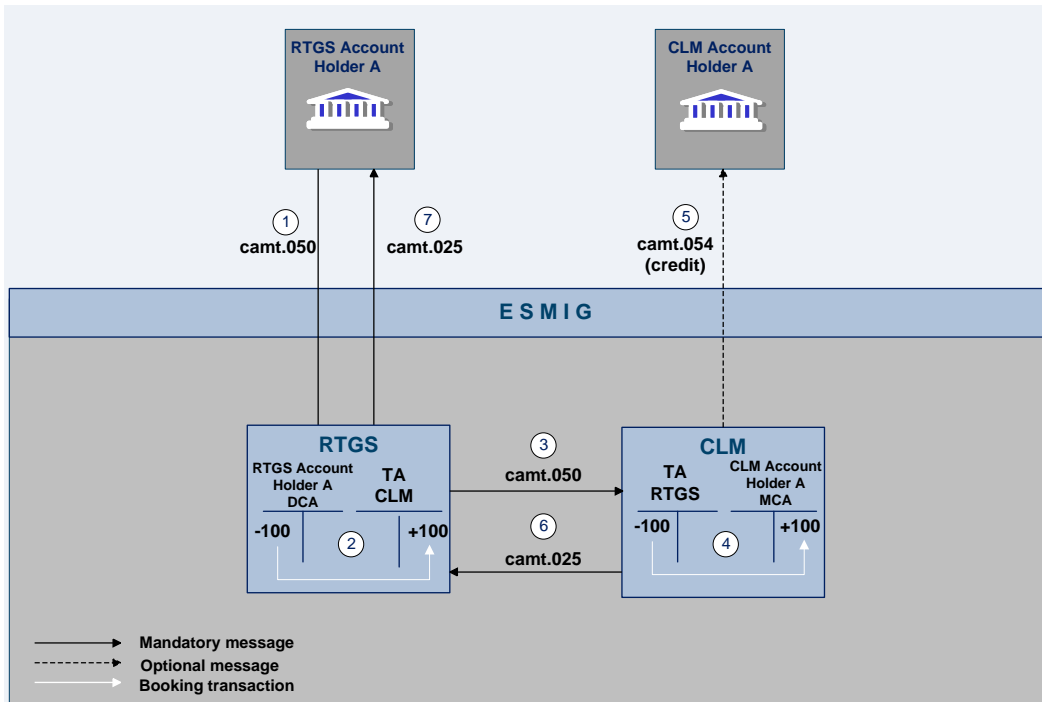 RTGS Account
Holder A
CLM Account
Holder A
1
camt.050
7
camt.025
5
camt.054
(credit)
ESMIG
RTGS
RTGS Account
Holder A
DCA
TA
CLM
-100
2
+100
3
camt.050
6
camt.025
CLM
TA
RTGS
CLM Account
Holder A
MCA
-100
4
+100
Mandatory message
Optional message
Booking transaction